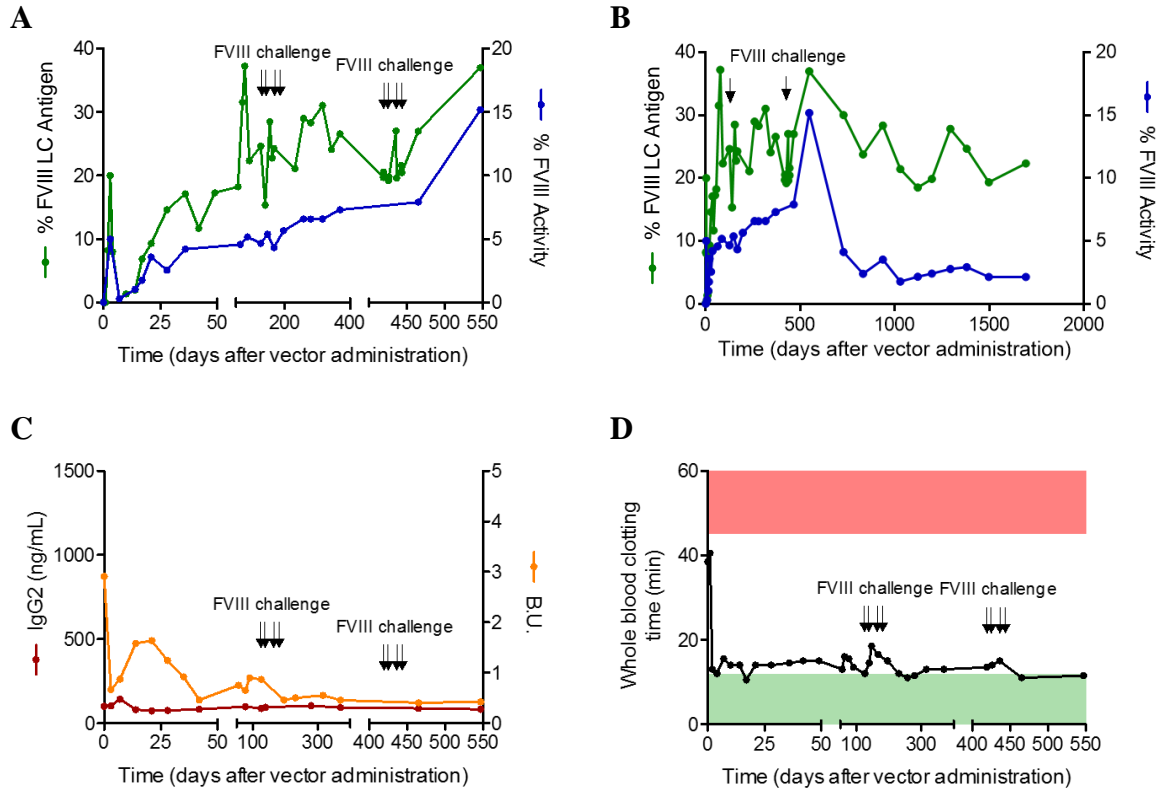 A
% FVIII LC Antigen
40
30
20
10
0
FVIII challenge
FVIII challenge
20
15
10
5
0
% FVIII Activity
0 25 50 200 400 450 500 550
Time (days after vector administration)
B
% FVIII LC Antigen
40
30
20
10
0
FVIII challenge
20
15
10
5
0
% FVIII Activity
0 500 1000 1500 2000
Time (days after vector administration)
C
IgG2 (ng/mL)
1500
1000
500
0
FVIII challenge
FVIII challenge
5
4
3
2
1
0
B.U.
0 25 50 100 300 400 450 500 550
Time (days after vector administration)
D
Whole blood clotting
time (min)
60
40
20
0
FVIII challenge
FVIII challenge
0 25 50 100 300 400 450 500 550
Time (days after vector administration)